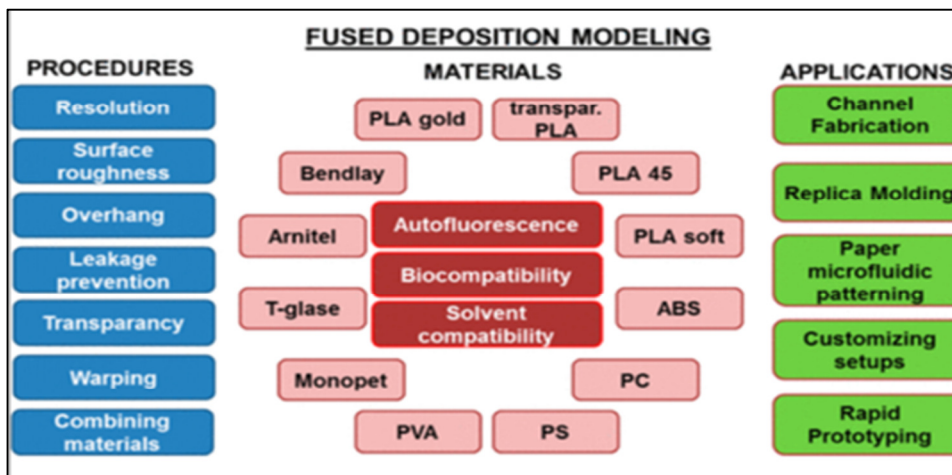 FUSED DEPOSITION MODELING
PROCEDURES
Resolution
Surface
roughness
Overhang
Leakage
prevention
Transparancy
Warping
Combining
materials
MATERIALS
PLA gold
transpar.
PLA
Bendlay
PLA 45
Arnitel
Autofluorescence
PLA soft
Biocompatibility
T-glase
Solvent
compatibility
ABS
Monopet
PC
PVA
PS
APPLICATIONS
Channel
Fabrication
Replica Molding
Paper
microfluidic
patterning
Customizing
setups
Rapid
Prototyping